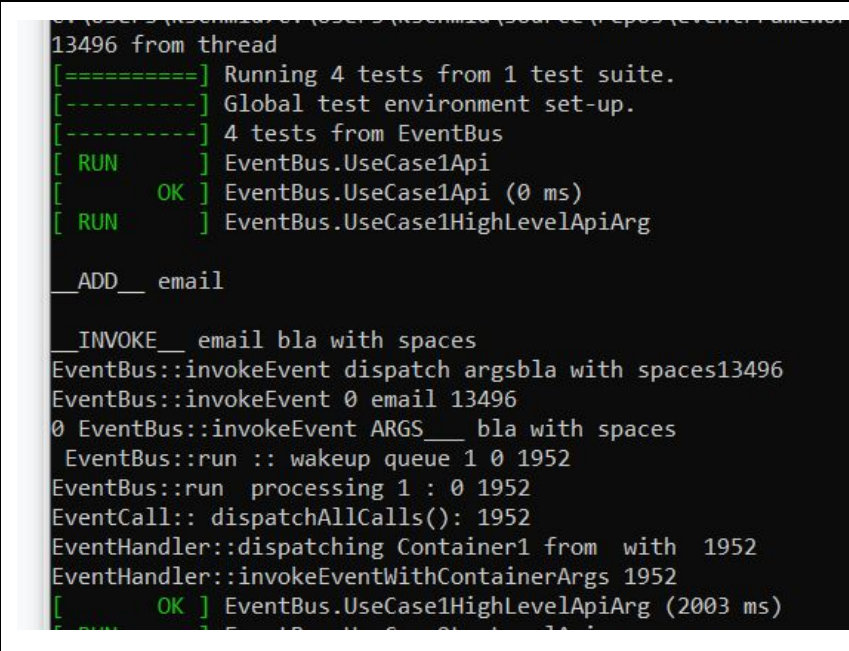 13496 from thread
[==========] Running 4 tests from 1 test suite.
[----------] Global test environment set-up.
[----------] 4 tests from EventBus
[ RUN      ] EventBus.UseCase1Api
[       OK ] EventBus.UseCase1Api (0 ms)
[ RUN      ] EventBus.UseCase1HighLevelApiArg
__ADD__ email
__INVOKE__ email bla with spaces
EventBus::invokeEvent dispatch argsbla with spaces13496
EventBus::invokeEvent 0 email 13496
0 EventBus::invokeEvent ARGS___ bla with spaces
 EventBus::run :: wakeup queue 1 0 1952
EventBus::run  processing 1 : 0 1952
EventCall:: dispatchAllCalls(): 1952
EventHandler::dispatching Container1 from  with  1952
EventHandler::invokeEventWithContainerArgs 1952
[       OK ] EventBus.UseCase1HighLevelApiArg (2003 ms)